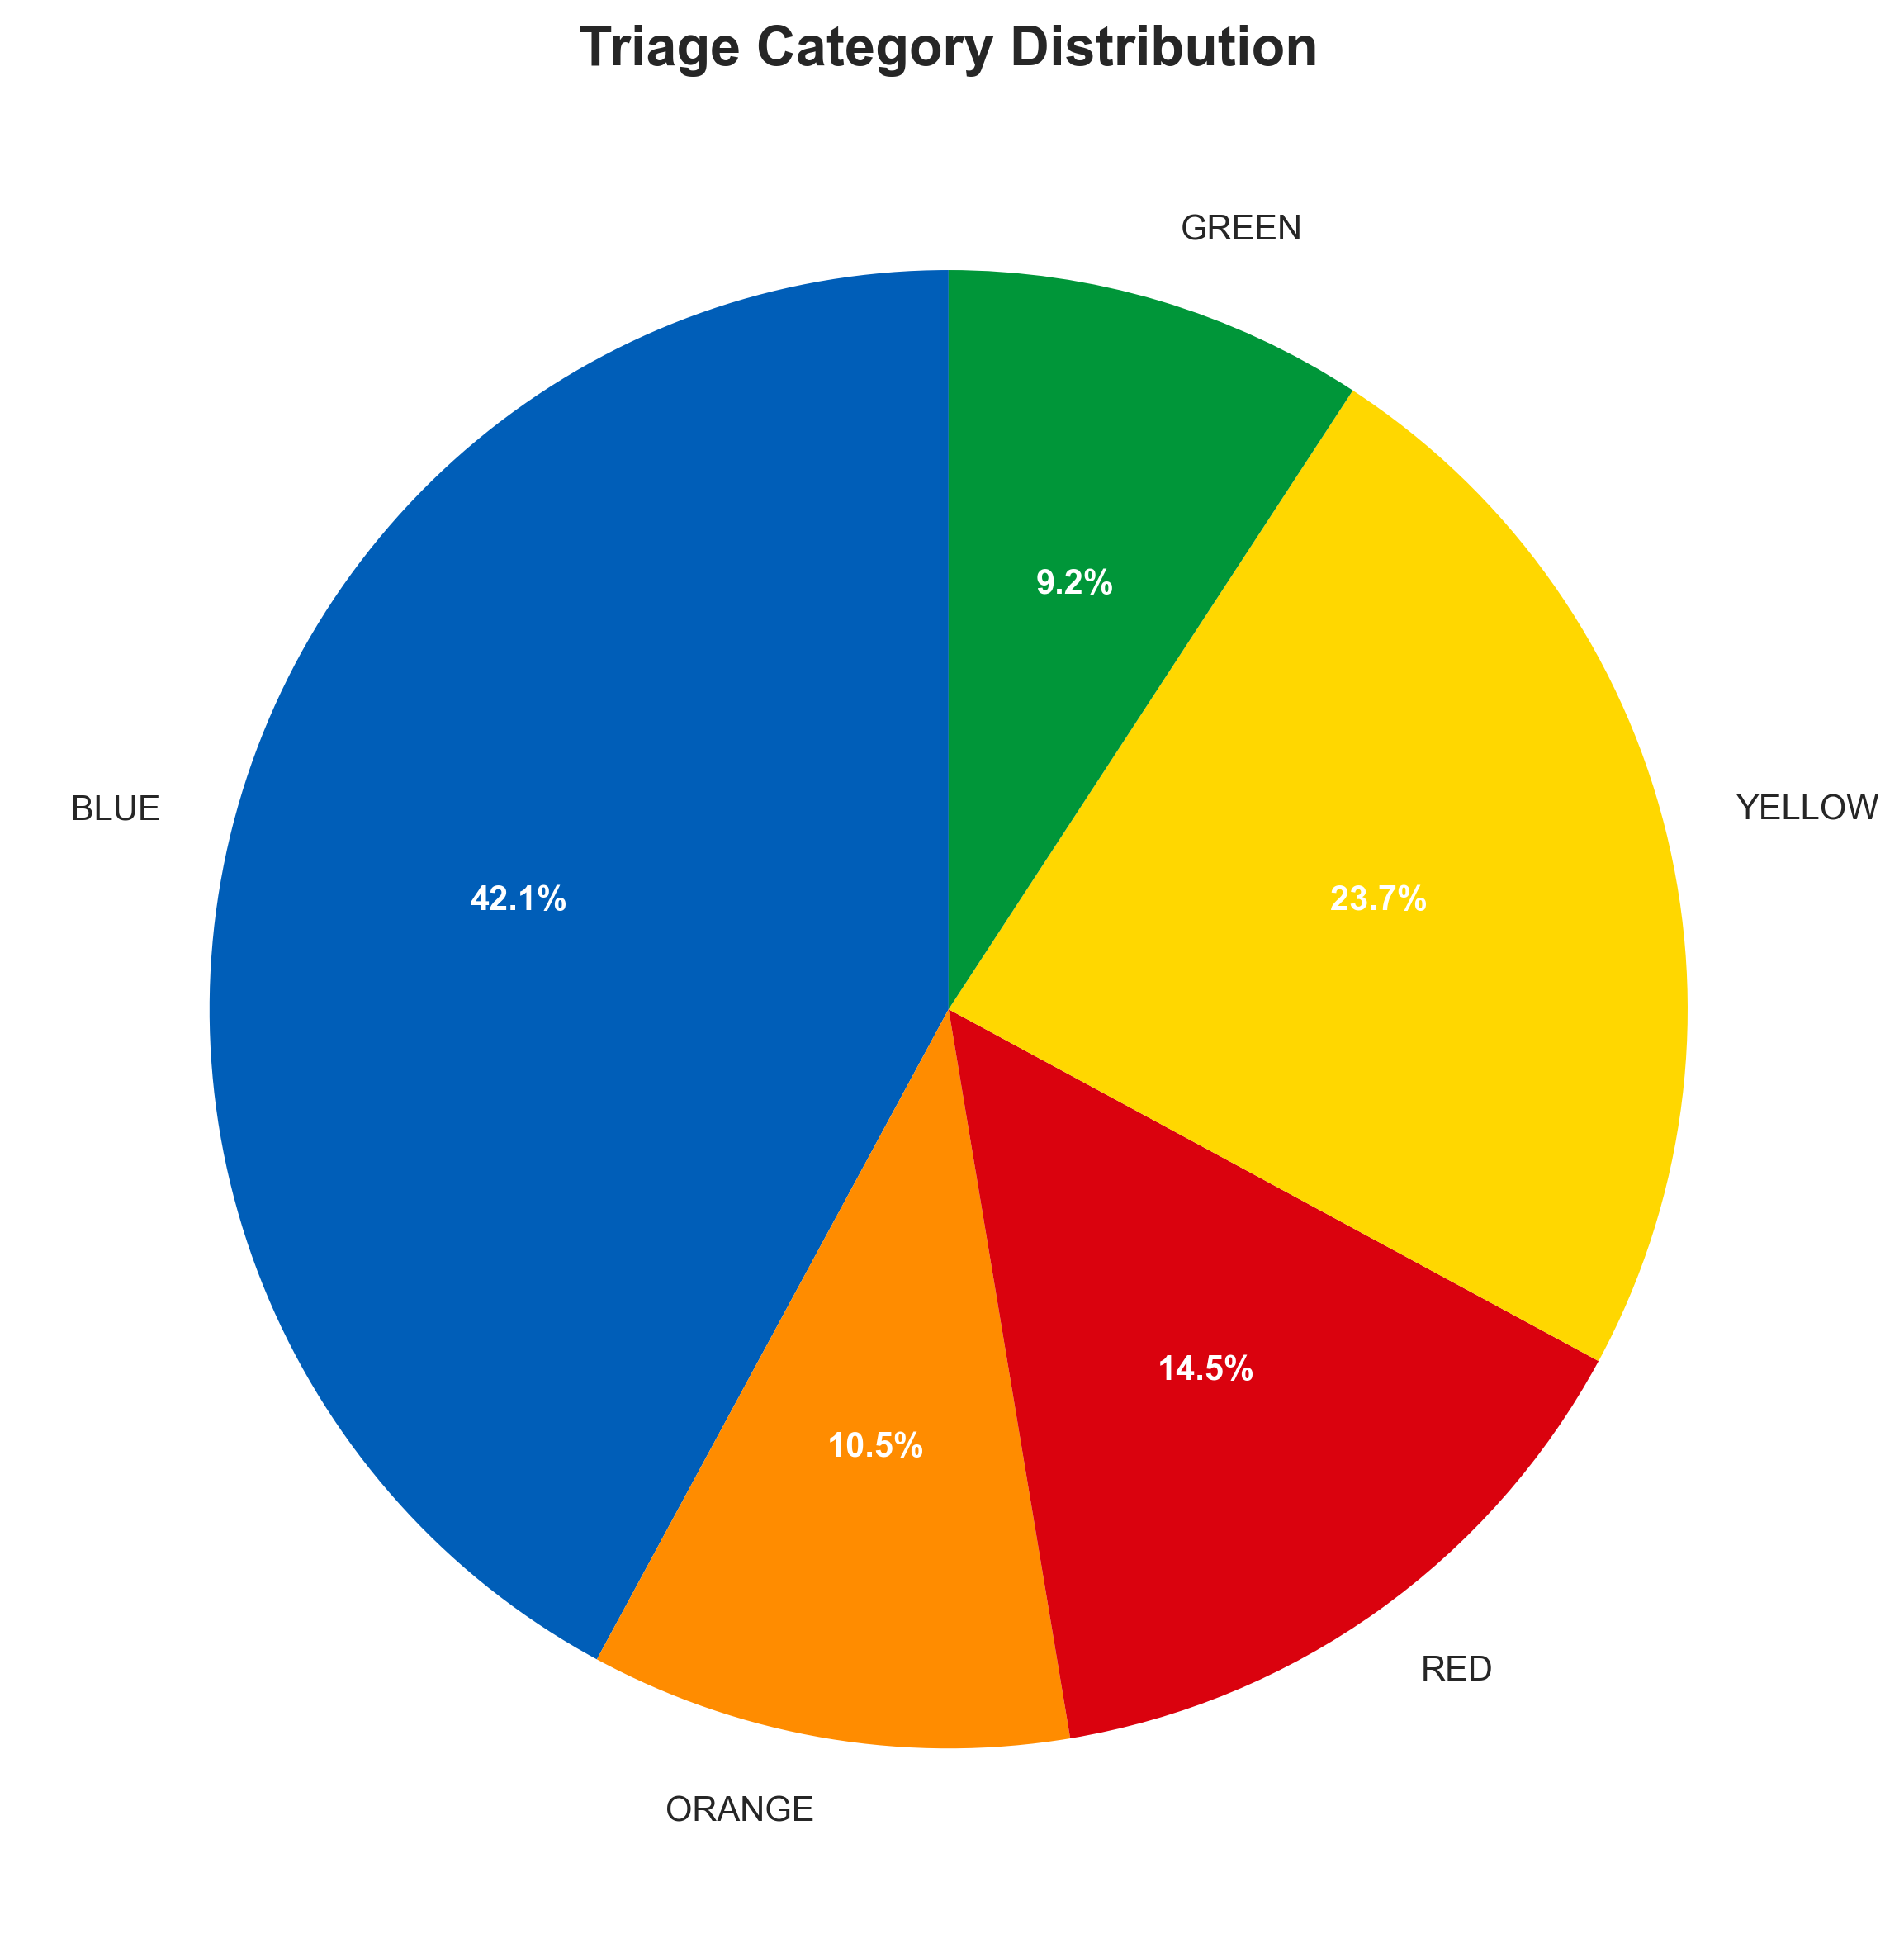 Triage Category Distribution
GREEN
9.2%
BLUE
YELLOW
42.1%
23.7%
14.5%
10.5%
RED
ORANGE